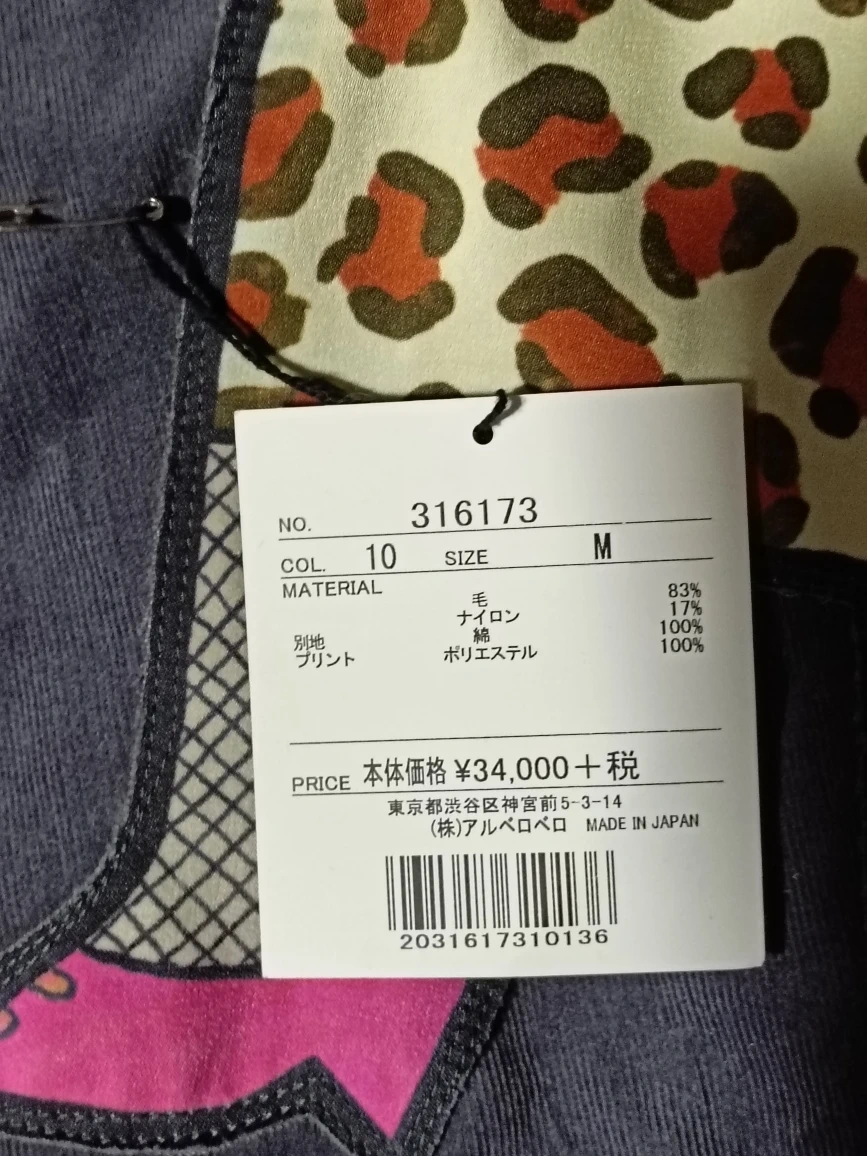 NO. 316173
COL. 10 SIZE M
MATERIAL
毛 83%
ナイロン 17%
別地 綿 100%
プリント ポリエステル 100%
PRICE 本体価格 ¥34,000+税
東京都渋谷区神宮前5-3-14
(株)アルベロベロ MADE IN JAPAN
2031617310136